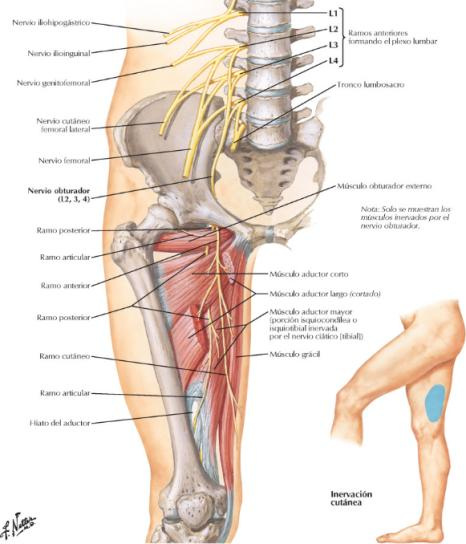 Nervio iliohipogástrico
Nervio ilioinguinal
Nervio genitofemoral
Nervio cutáneo
femoral lateral
Nervio femoral
Nervio obturador
(L2, 3, 4)
Ramo posterior
Ramo articular
Ramo anterior
Ramo posterior
Ramo cutáneo
Ramo articular
Hiato del aductor
L1
L2
L3
L4
Ramos anteriores
formando el plexo lumbar
Tronco lumbosacro
Músculo obturador externo
Nota: Solo se muestran los
músculos inervados por el
nervio obturador.
Músculo aductor corto
Músculo aductor largo (cortado)
Músculo aductor mayor
(porción isquiocondílea o
isquiotibial inervada
por el nervio ciático [tibial])
Músculo grácil
Inervación
cutánea
F. Netter
M.D.